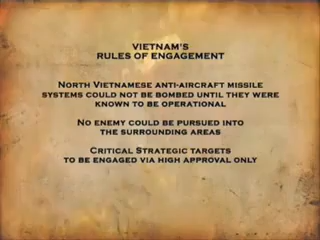 VIETNAM'S
RULES OF ENGAGEMENT
NORTH VIETNAMESE ANTI-AIRCRAFT MISSILE
SYSTEMS COULD NOT BE BOMBED UNTIL THEY WERE
KNOWN TO BE OPERATIONAL
NO ENEMY COULD BE PURSUED INTO
THE SURROUNDING AREAS
CRITICAL STRATEGIC TARGETS
TO BE ENGAGED VIA HIGH APPROVAL ONLY